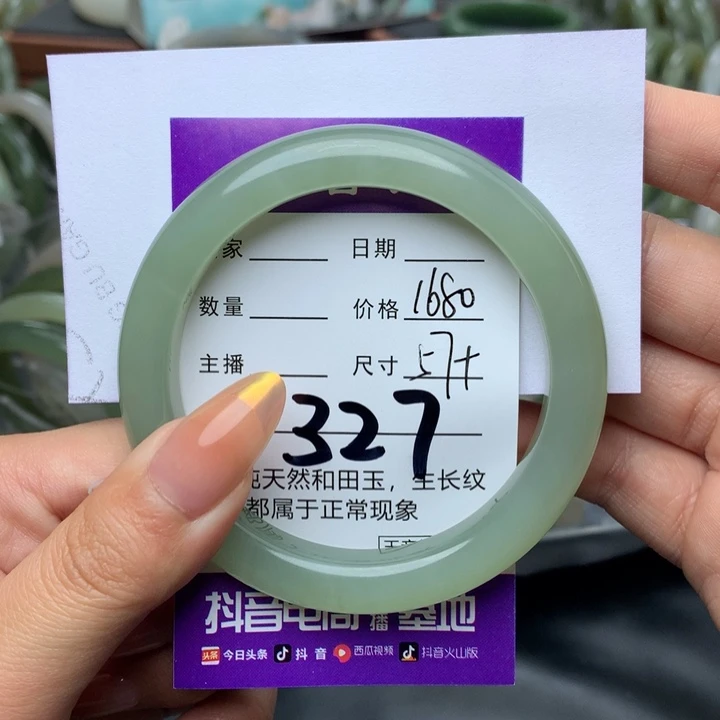 家 日期
数量 价格 1680
主播 尺寸 57+
327
纯天然和田玉，生长纹
都属于正常现象
抖音电商直播基地
今日头条 抖音 西瓜视频 抖音火山版